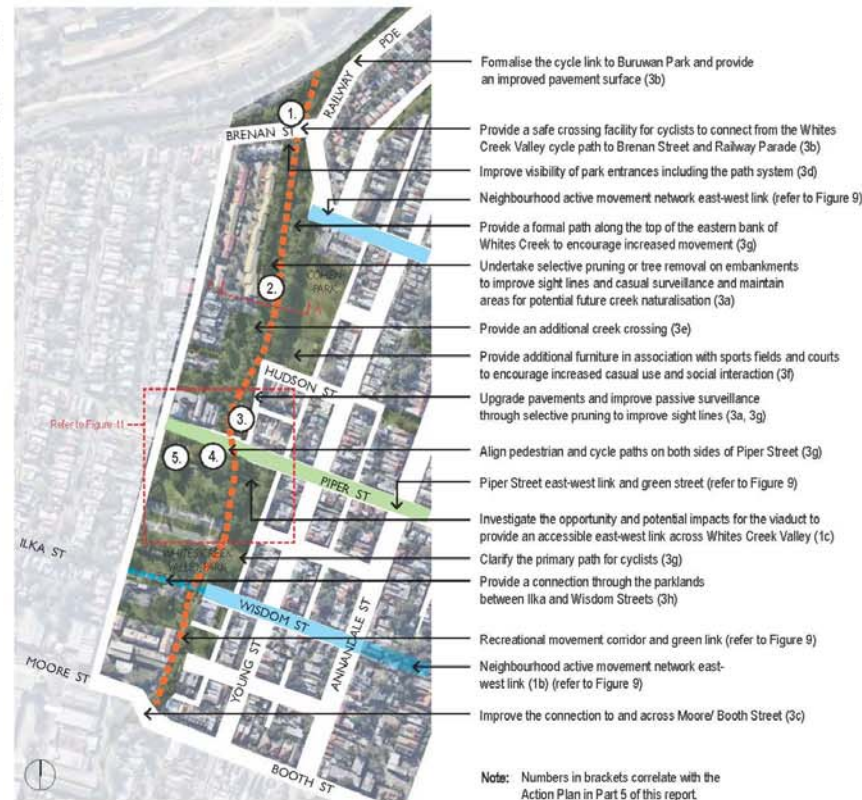 Formalise the cycle link to Buruwan Park and provide
an improved pavement surface (3b)
Provide a safe crossing facility for cyclists to connect from the Whites
Creek Valley cycle path to Brenan Street and Railway Parade (3b)
Improve visibility of park entrances including the path system (3d)
Neighbourhood active movement network east-west link (refer to Figure 9)
Provide a formal path along the top of the eastern bank of
Whites Creek to encourage increased movement (3g)
Undertake selective pruning or tree removal on embankments
to improve sight lines and casual surveillance and maintain
areas for potential future creek naturalisation (3a)
Provide an additional creek crossing (3e)
Provide additional furniture in association with sports fields and courts
to encourage increased casual use and social interaction (3f)
Upgrade pavements and improve passive surveillance
through selective pruning to improve sight lines (3a, 3g)
Align pedestrian and cycle paths on both sides of Piper Street (3g)
Piper Street east-west link and green street (refer to Figure 9)
Investigate the opportunity and potential impacts for the viaduct to
provide an accessible east-west link across Whites Creek Valley (1c)
Clarify the primary path for cyclists (3g)
Provide a connection through the parklands
between Ilka and Wisdom Streets (3h)
Recreational movement corridor and green link (refer to Figure 9)
Neighbourhood active movement network east-
west link (1b) (refer to Figure 9)
Improve the connection to and across Moore/ Booth Street (3c)
Note: Numbers in brackets correlate with the
Action Plan in Part 5 of this report.
RAILWAY PDE
1.
BRENAN ST
COHEN
PARK
2.
HUDSON ST
3.
Refer to Figure 11
5.
4.
PIPER ST
ILKA ST
WHITES CREEK
VALLEY PARK
WISDOM ST
MOORE ST
YOUNG ST
ANNANDALE ST
BOOTH ST